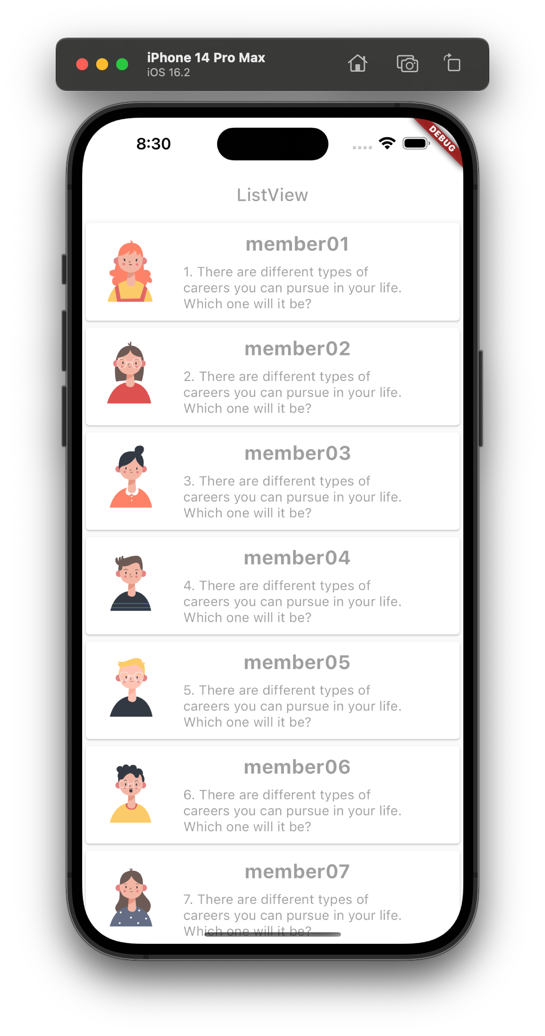 iPhone 14 Pro Max
iOS 16.2
8:30
DEBUG
ListView
member01
1. There are different types of
careers you can pursue in your life.
Which one will it be?
member02
2. There are different types of
careers you can pursue in your life.
Which one will it be?
member03
3. There are different types of
careers you can pursue in your life.
Which one will it be?
member04
4. There are different types of
careers you can pursue in your life.
Which one will it be?
member05
5. There are different types of
careers you can pursue in your life.
Which one will it be?
member06
6. There are different types of
careers you can pursue in your life.
Which one will it be?
member07
7. There are different types of
careers you can pursue in your life.
Which one will it be?